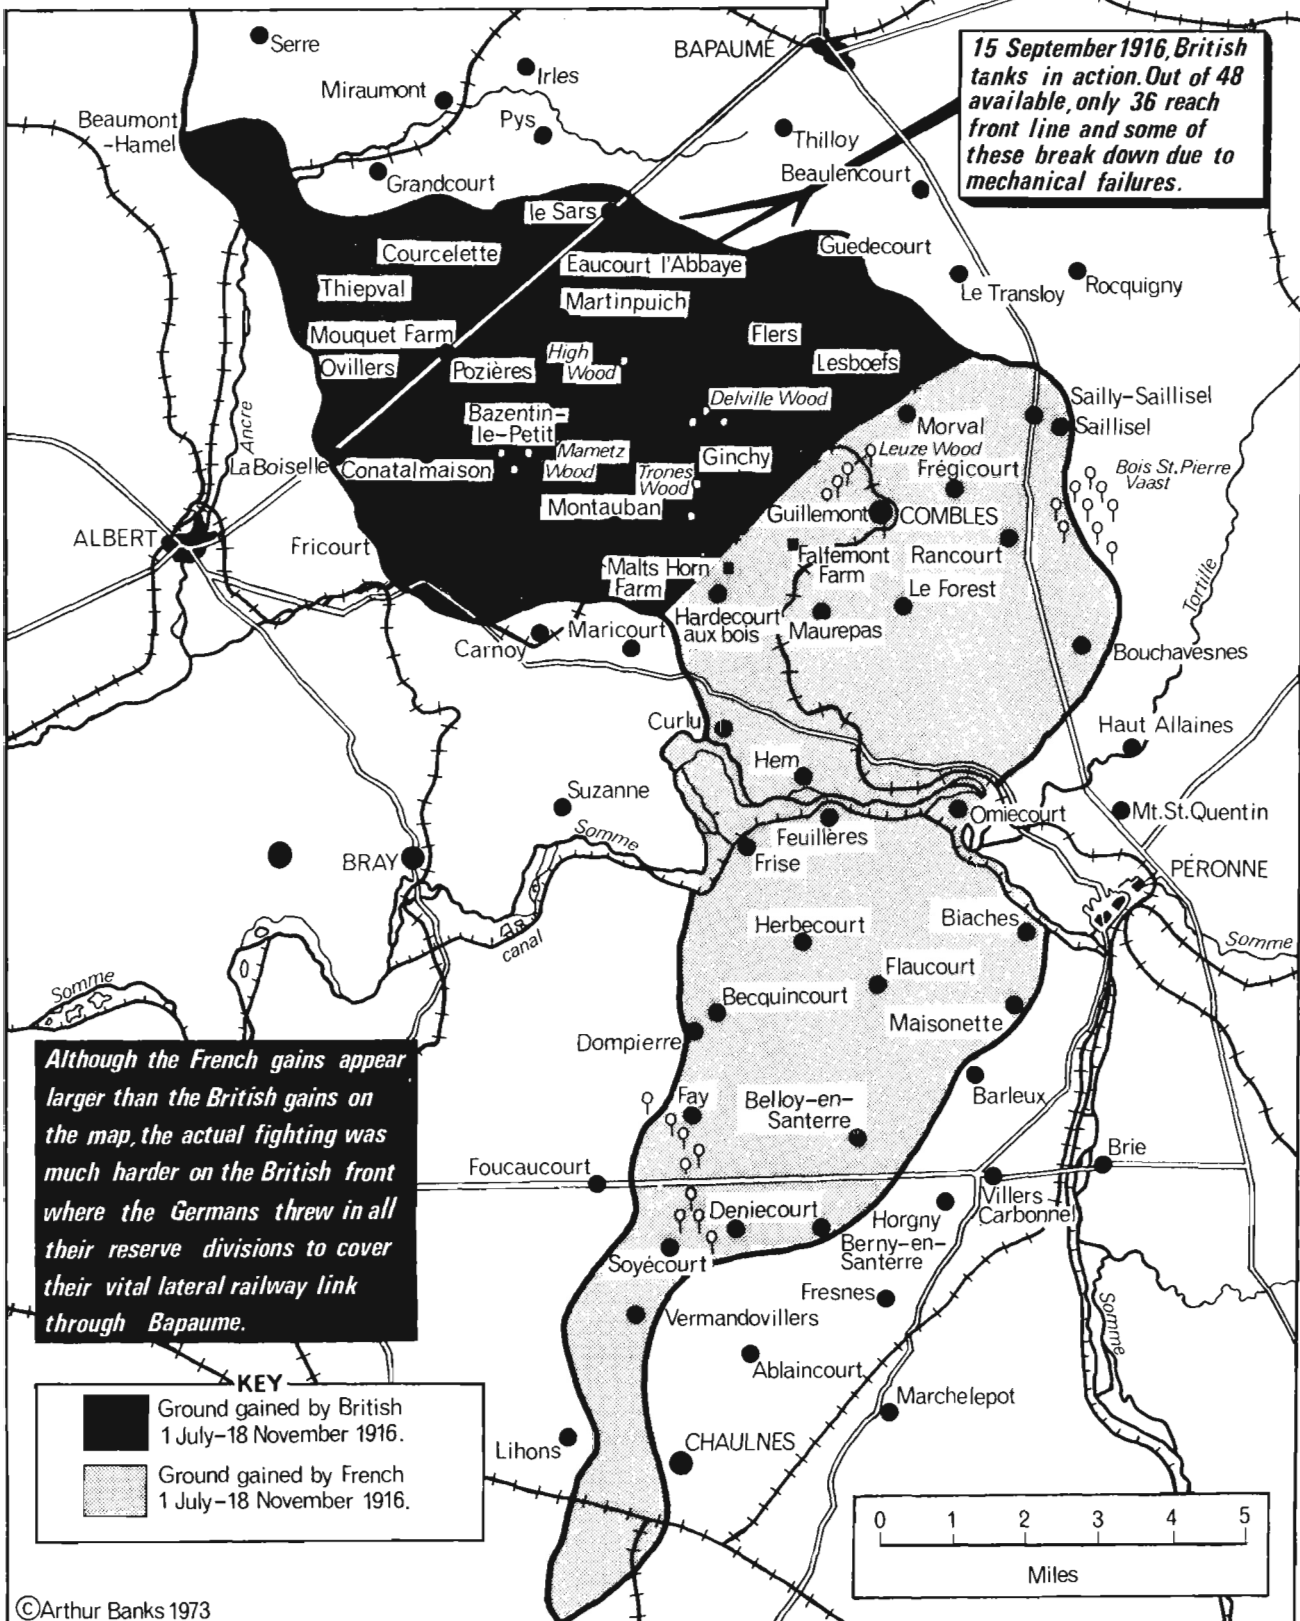 Serre
BAPAUME
Irles
Miraumont
Beaumont
-Hamel
Pys
Thilloy
15 September 1916, British
tanks in action. Out of 48
available, only 36 reach
front line and some of
these break down due to
mechanical failures.
Grandcourt
Beaulencourt
le Sars
Courcelette
Guedecourt
Eaucourt l'Abbaye
Thiepval
Martinpuich
Le Transloy
Rocquigny
Mouquet Farm
Flers
Ovillers
Pozières
High
Wood
Lesboefs
Delville Wood
Sailly-Saillisel
Bazentin-
le-Petit
Morval
Saillisel
Ancre
La Boiselle
Conatalmaison
Mametz
Wood
Trones
Wood
Ginchy
Leuze Wood
Frégicourt
Bois St. Pierre
Vaast
Montauban
Guillemont
COMBLES
ALBERT
Fricourt
Malts Horn
Farm
Falfemont
Farm
Rancourt
Le Forest
Tortille
Hardecourt
aux bois
Maurepas
Carnoy
Maricourt
Bouchavesnes
Curlu
Haut Allaines
Hem
Suzanne
Omiecourt
Mt. St. Quentin
Somme
Feuillères
BRAY
Frise
PÉRONNE
Herbecourt
Biaches
canal
Somme
Flaucourt
Somme
Becquincourt
Maisonette
Dompierre
Although the French gains appear
larger than the British gains on
the map, the actual fighting was
much harder on the British front
where the Germans threw in all
their reserve divisions to cover
their vital lateral railway link
through Bapaume.
Fay
Belloy-en-
Santerre
Barleux
Foucaucourt
Brie
Villers
Carbonnel
Deniecourt
Horgny
Berny-en-
Santerre
Soyécourt
Fresnes
Vermandovillers
Somme
Ablaincourt
Marchelepot
KEY
Ground gained by British
1 July-18 November 1916.
Ground gained by French
1 July-18 November 1916.
Lihons
CHAULNES
0 1 2 3 4 5
Miles
©Arthur Banks 1973